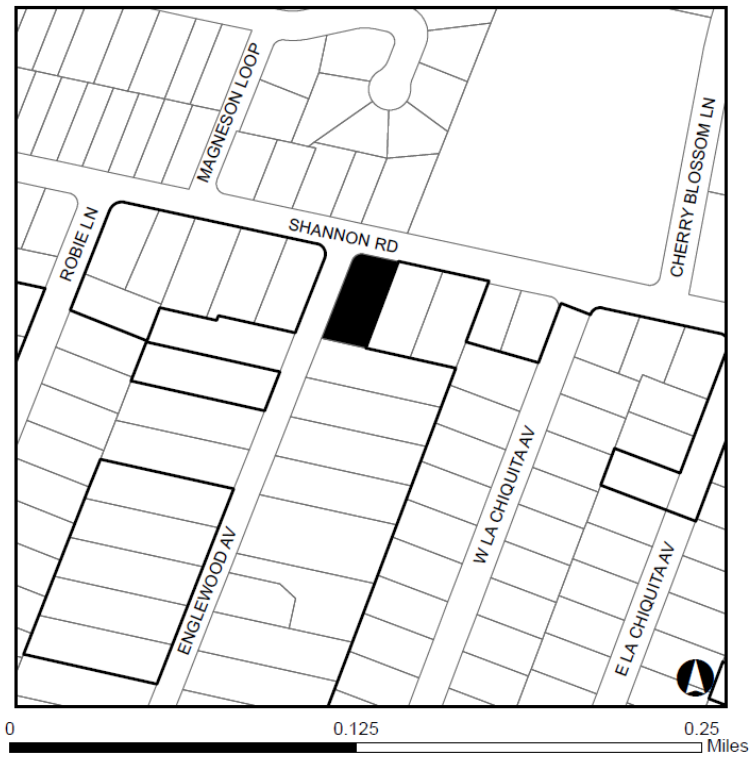 MAGNESON LOOP
CHERRY BLOSSOM LN
SHANNON RD
ROBIE LN
W LA CHIQUITA AV
ENGLEWOOD AV
E LA CHIQUITA AV
0 0.125 0.25
Miles